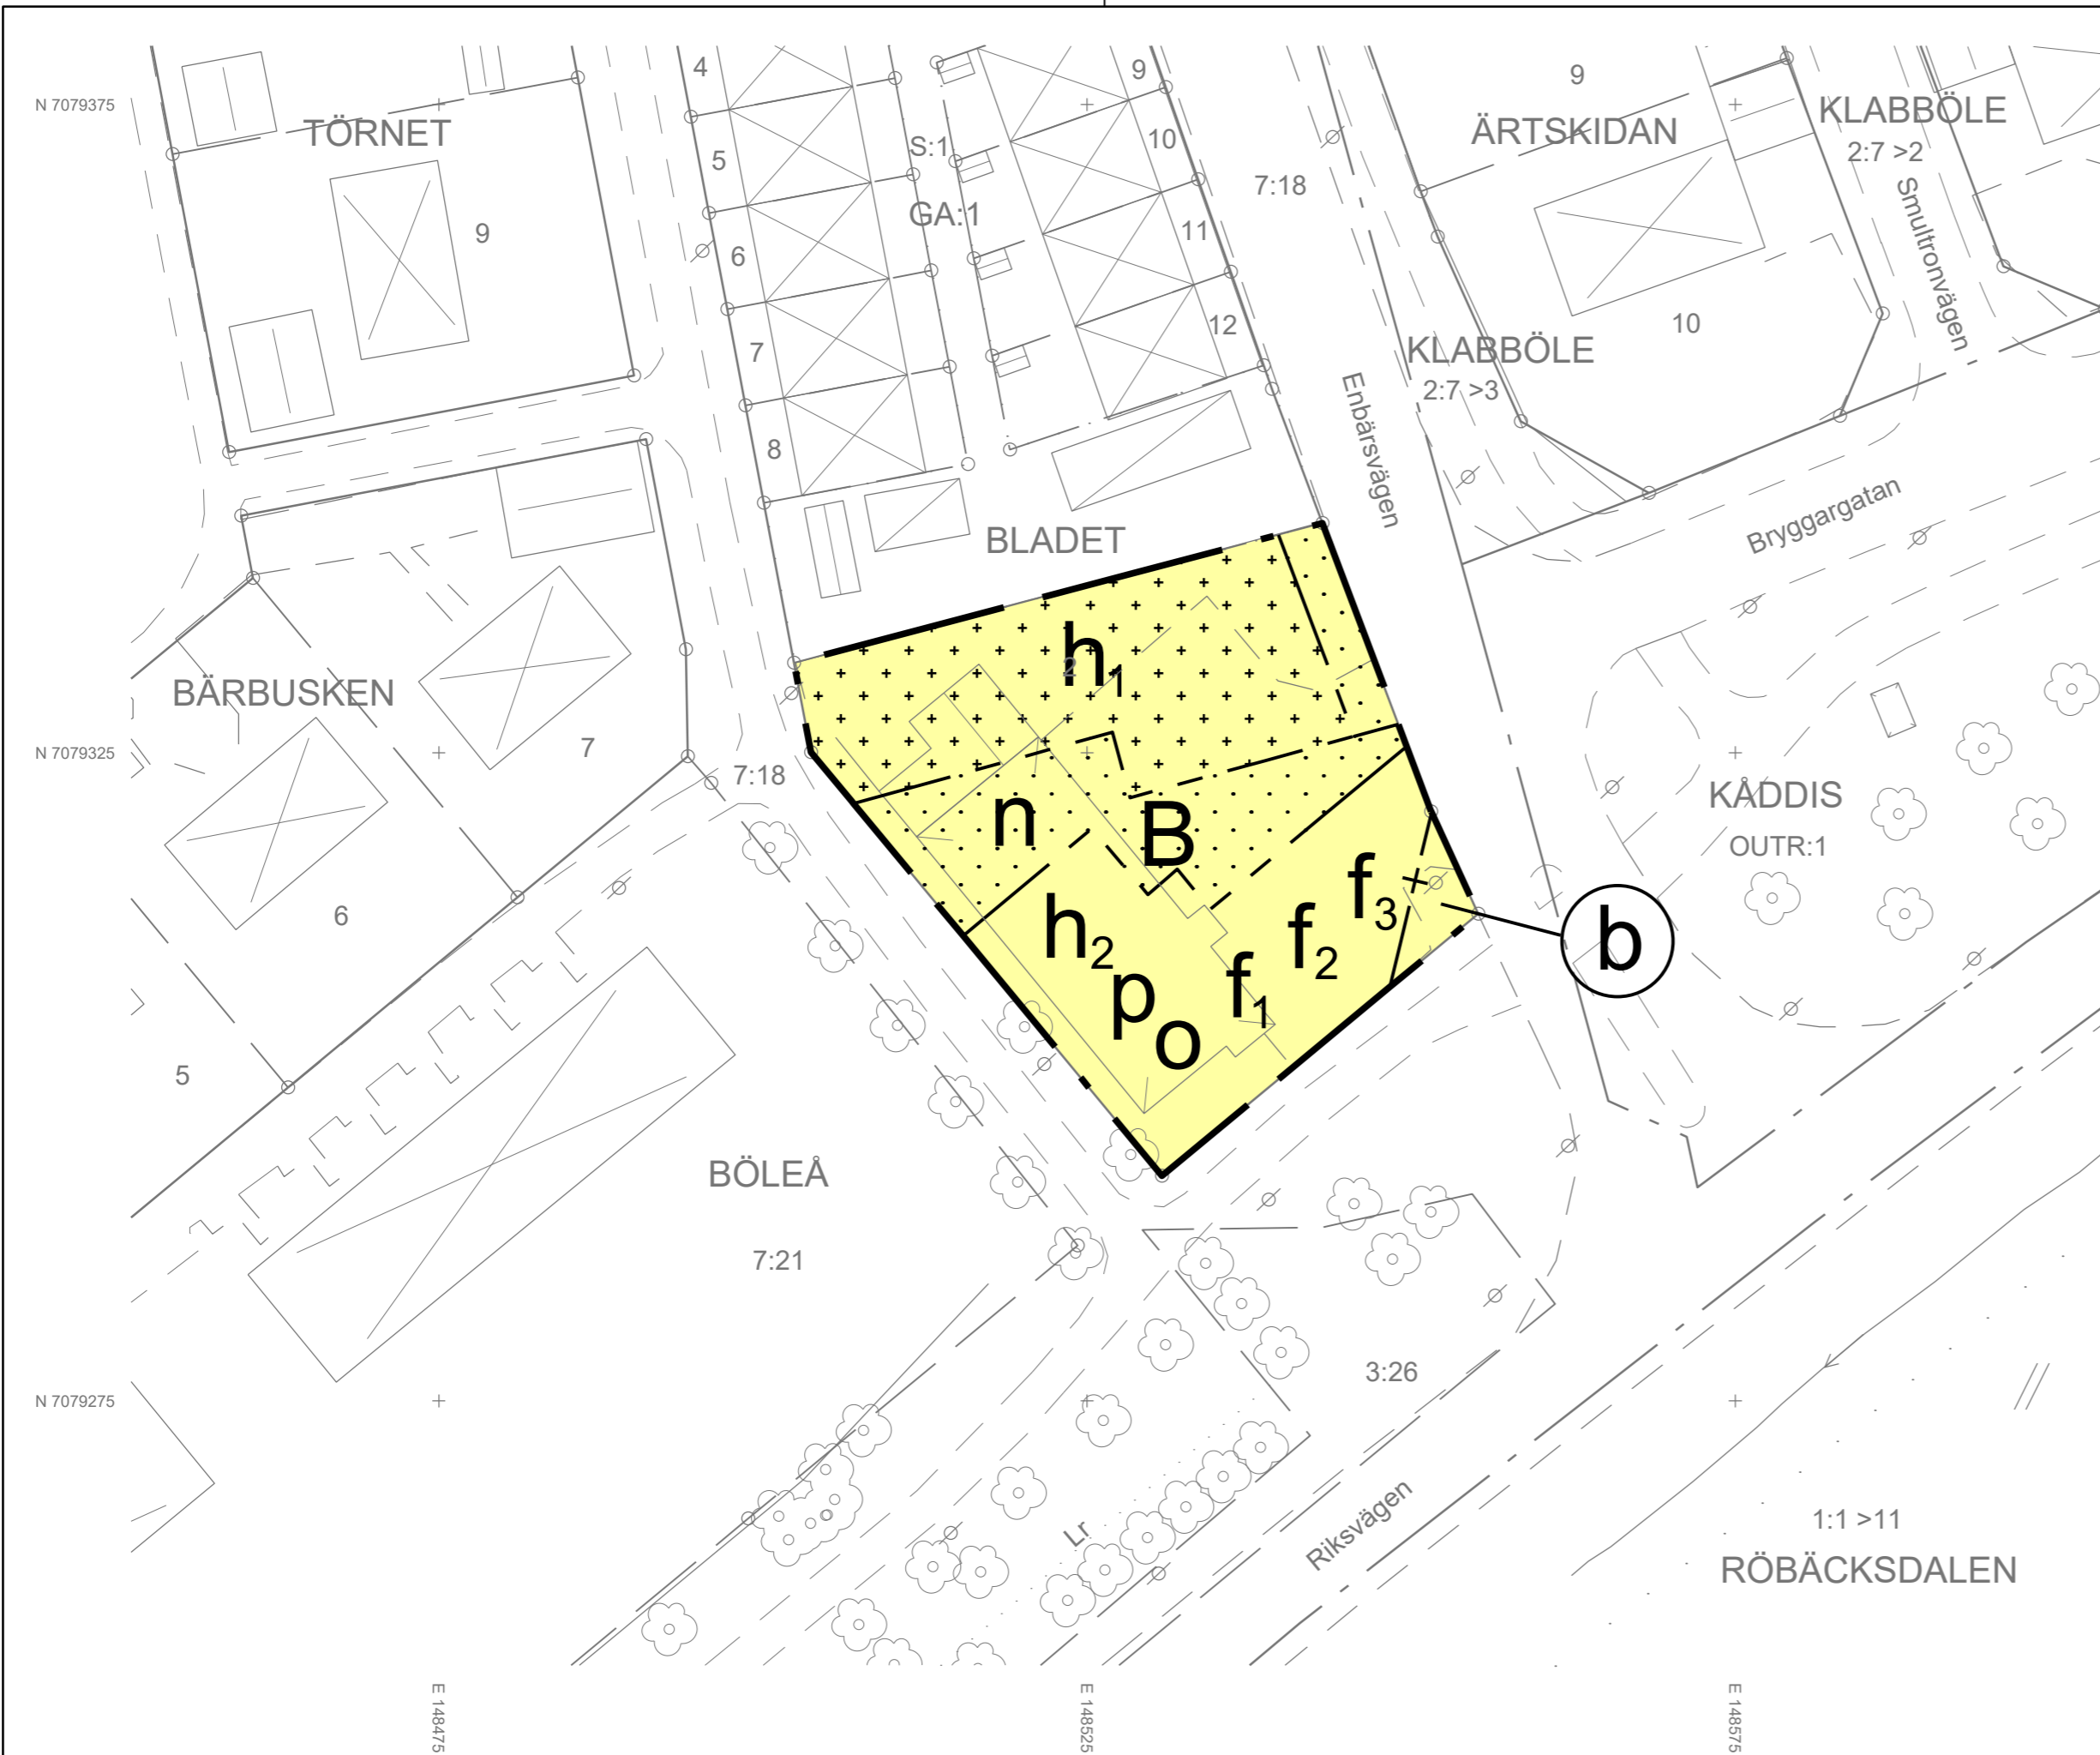 4
9
9
N 7079375
TÖRNET
KLABBÖLE
ÄRTSKIDAN
10
S:1
5
2:7 >2
7:18
Smultronvägen
GA:1
9
11
6
12
10
7
KLABBÖLE
2:7 >3
Enbärsvägen
8
Bryggargatan
BLADET
h1
2
BÄRBUSKEN
7
N 7079325
7:18
KÅDDIS
n
B
OUTR:1
f3
6
h2
f2
b
f1
p
o
5
BÖLEÅ
7:21
3:26
N 7079275
Lr
Riksvägen
1:1 >11
RÖBÄCKSDALEN
E 148475
E 148525
E 148575